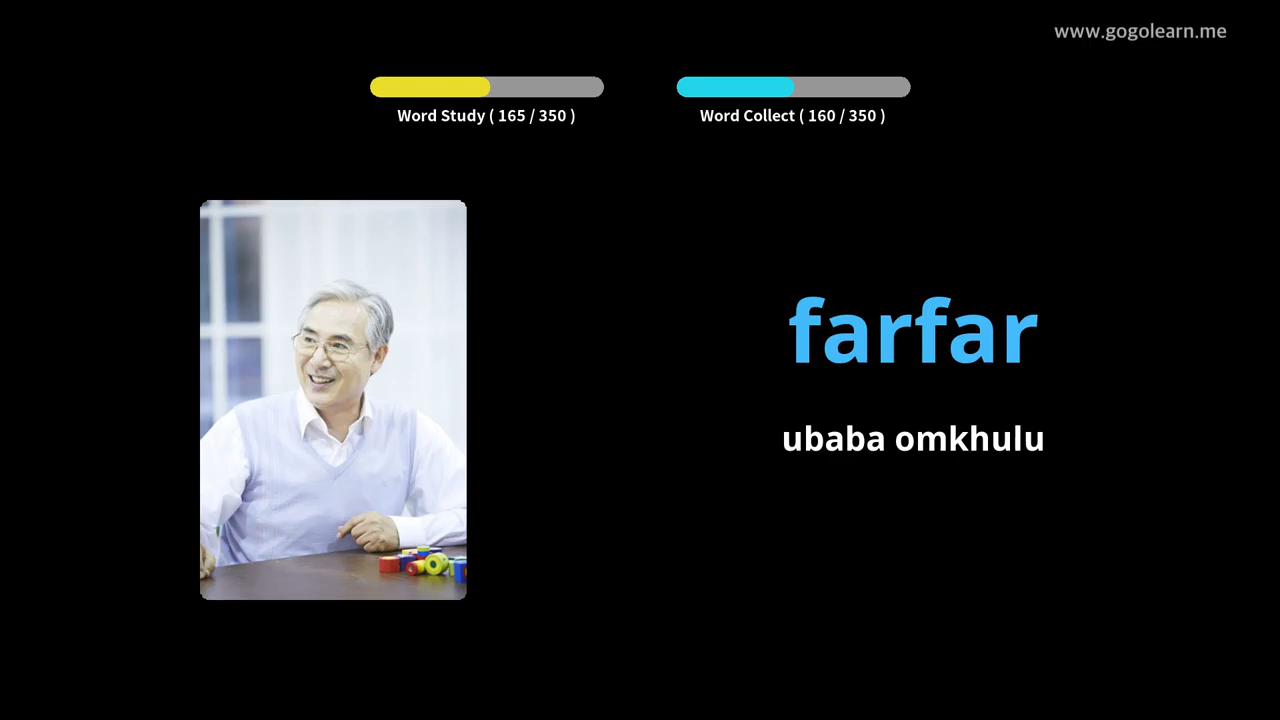 www.gogolearn.me
Word Study ( 165 / 350 )
Word Collect ( 160 / 350 )
farfar
ubaba omkhulu